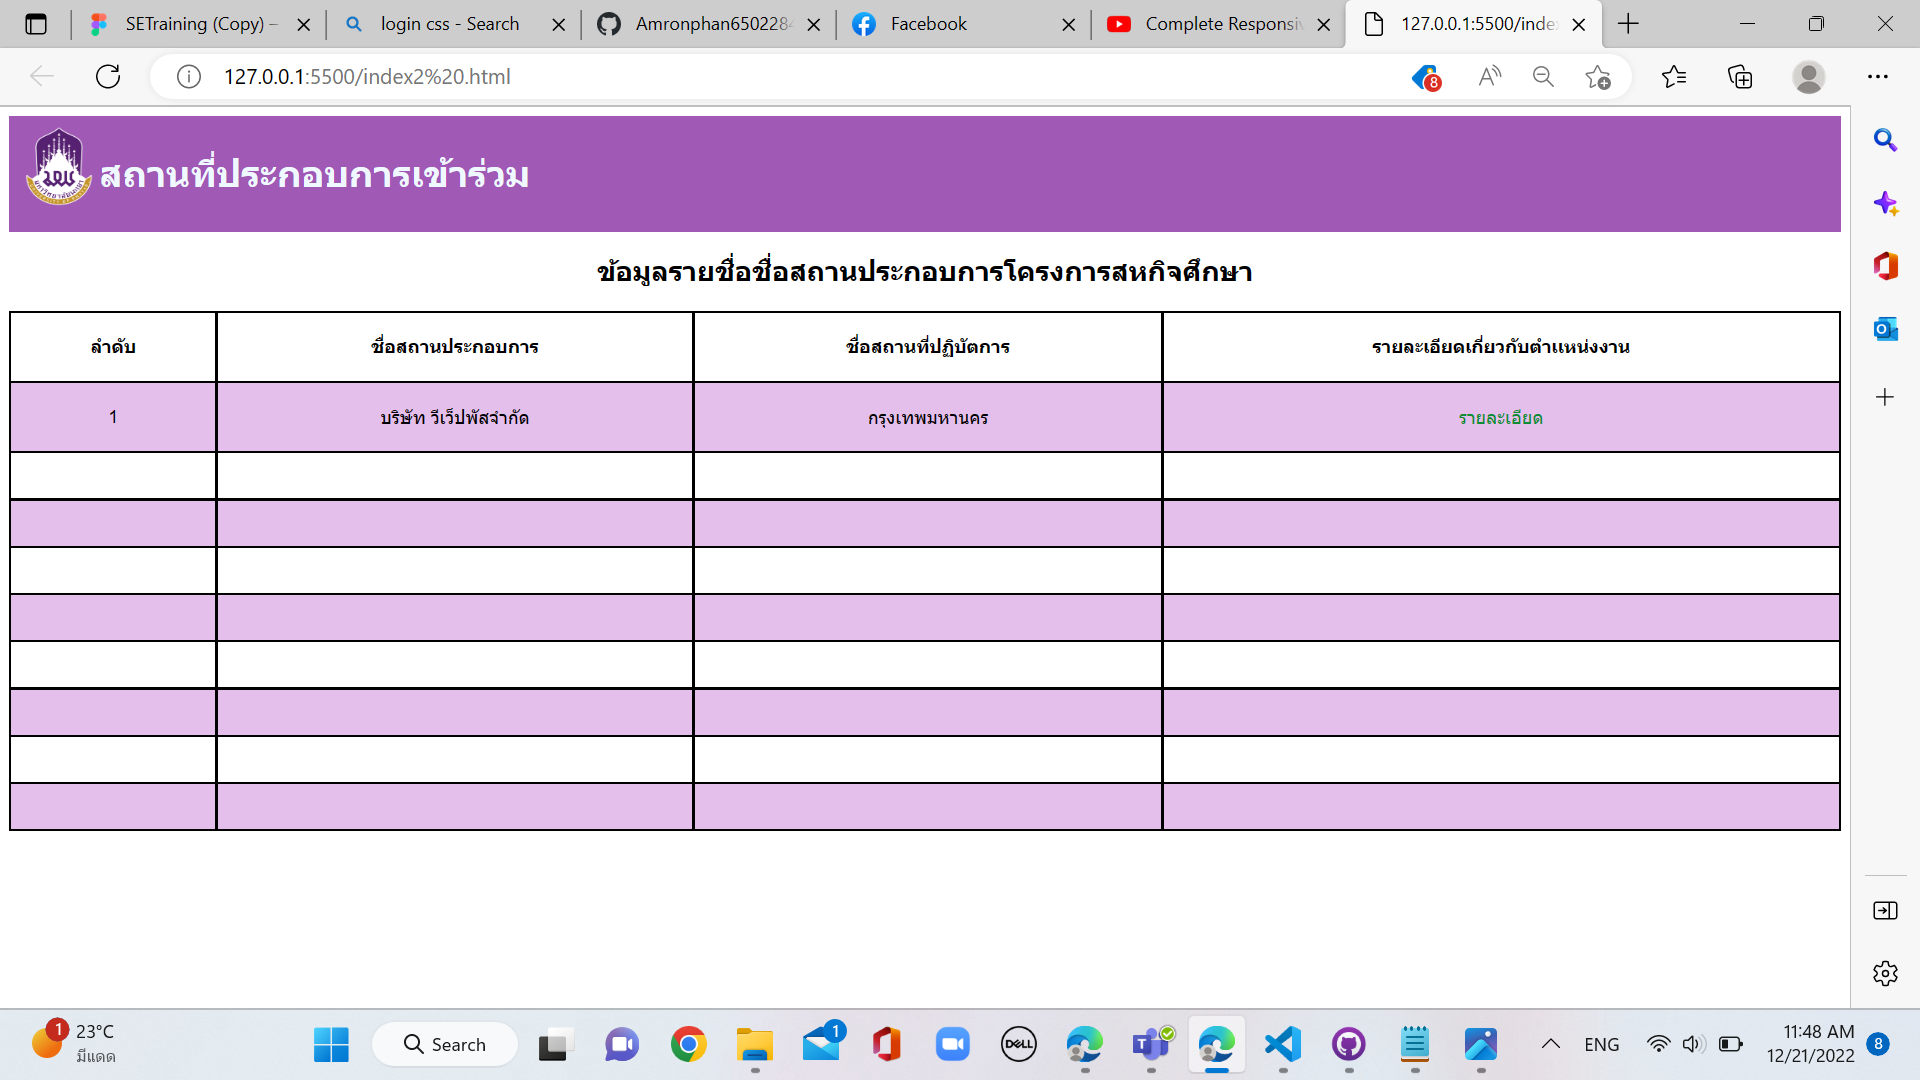 SETraining (Copy) –
login css - Search
Amronphan6502284
Facebook
Complete Responsiv
127.0.0.1:5500/index
127.0.0.1:5500/index2%20.html
8
สถานที่ประกอบการเข้าร่วม
ข้อมูลรายชื่อชื่อสถานประกอบการโครงการสหกิจศึกษา
ลำดับ ชื่อสถานประกอบการ ชื่อสถานที่ปฏิบัตการ รายละเอียดเกี่ยวกับตำแหน่งงาน
1 บริษัท วีเว็ปพัสจำกัด กรุงเทพมหานคร รายละเอียด
1
23°C
มีแดด
Search
1
DELL
ENG
11:48 AM
12/21/2022
8